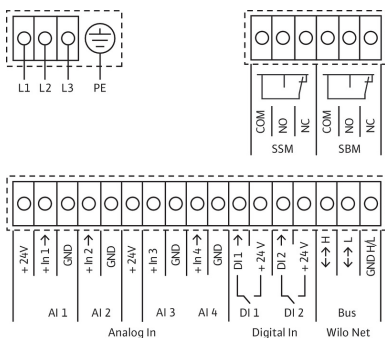 L1 L2 L3 PE
COM NO NC COM NO NC
SSM SBM
+ 24V + In 1 → GND + In 2 → GND + 24V + In 3 GND + In 4 → GND DI 1 → + 24 V DI 2 → + 24 V ↔ H ↔ L GND H/L
AI 1 AI 2 AI 3 AI 4 DI 1 DI 2 Bus
Analog In Digital In Wilo Net